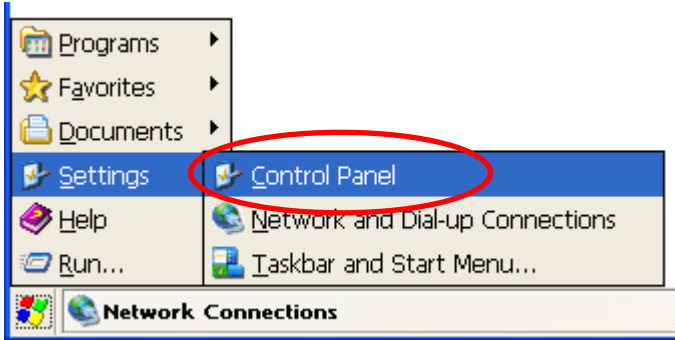 Programs
Favorites
Documents
Settings
Control Panel
Help
Network and Dial-up Connections
Run...
Taskbar and Start Menu...
Network Connections